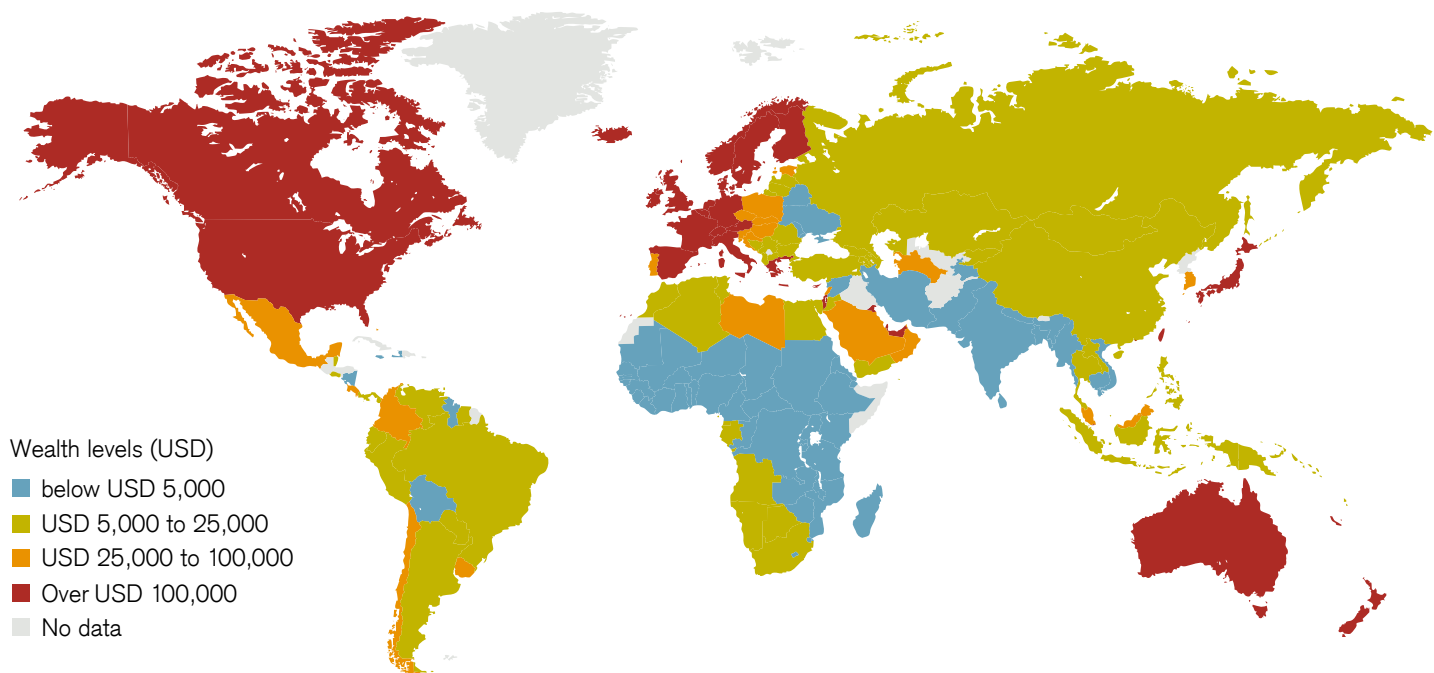 Wealth levels (USD)
below USD 5,000
USD 5,000 to 25,000
USD 25,000 to 100,000
Over USD 100,000
No data